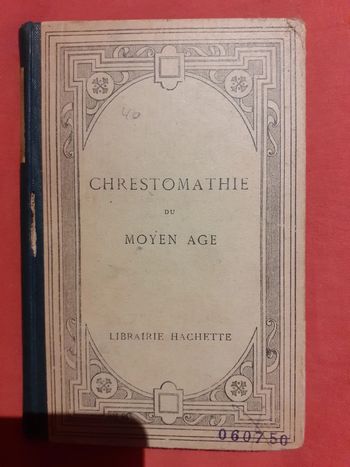 40
CHRESTOMATHIE
DU
MOYEN AGE
LIBRAIRIE HACHETTE
060750